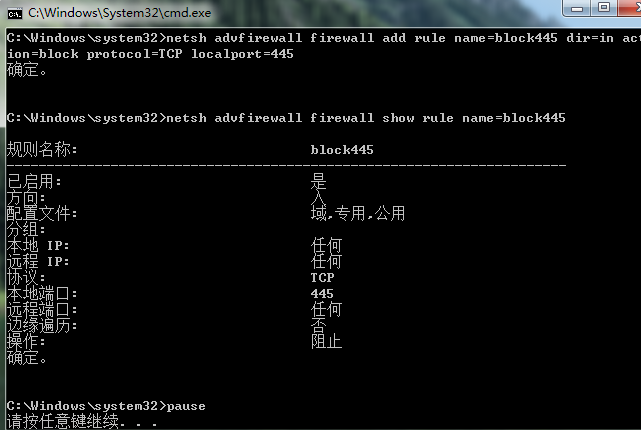 C:\Windows\System32\cmd.exe
C:\Windows\system32>netsh advfirewall firewall add rule name=block445 dir=in act
ion=block protocol=TCP localport=445
确定。
C:\Windows\system32>netsh advfirewall firewall show rule name=block445
规则名称: block445
----------------------------------------------------------------------
已启用: 是
方向: 入
配置文件: 域,专用,公用
分组:
本地 IP: 任何
远程 IP: 任何
协议: TCP
本地端口: 445
远程端口: 任何
边缘遍历: 否
操作: 阻止
确定。
C:\Windows\system32>pause
请按任意键继续. . .